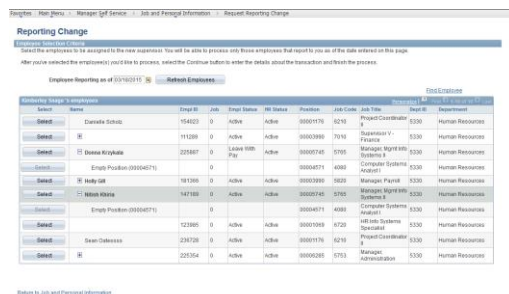 Favorites Main Menu > Manager Self Service > Job and Personal Information > Request Reporting Change
Reporting Change
Employee Selection Criteria
Select the employees to be assigned to the new supervisor. You will be able to process only those employees that report to you as of the date entered on this page.
After you've selected the employee(s) you'd like to process, select the Continue button to enter the details about the transaction and finish the process.
Employee Reporting as of 03/16/2015 Refresh Employees
Find Employee
's employees
Select Name Empl ID Job Empl Status HR Status Position Job Code Job Title Dept ID Department
Select Danielle Scholz 154023 0 Active Active 00001176 6210 Project Coordinator II 5330 Human Resources
Select 111289 0 Active Active 00003990 7010 Supervisor V - Finance 5330 Human Resources
Select Donna Krzykala 225867 0 Leave With Pay Active 00005745 5765 Manager, Mgmt Info Systems II 5330 Human Resources
Select Empty Position (00004571) 0 00004571 4080 Computer Systems Analyst I 5330 Human Resources
Select Holly Gill 0 Active Active 00003990 5820 Manager, Payroll 5330 Human Resources
Select Nitesh Khima 147189 0 Active Active 00005745 5765 Manager, Mgmt Info Systems II 5330 Human Resources
Select Empty Position (00004571) 0 00004571 4080 Computer Systems Analyst I 5330 Human Resources
Select 123985 0 Active Active 6720 HR Info Systems Specialist 5330 Human Resources
Select Sean 236728 0 Active Active 00001176 6210 Project Coordinator II 5330 Human Resources
Select 225354 0 Active Active 00006285 5753 Manager, Administration 5330 Human Resources
Return to Job and Personal Information